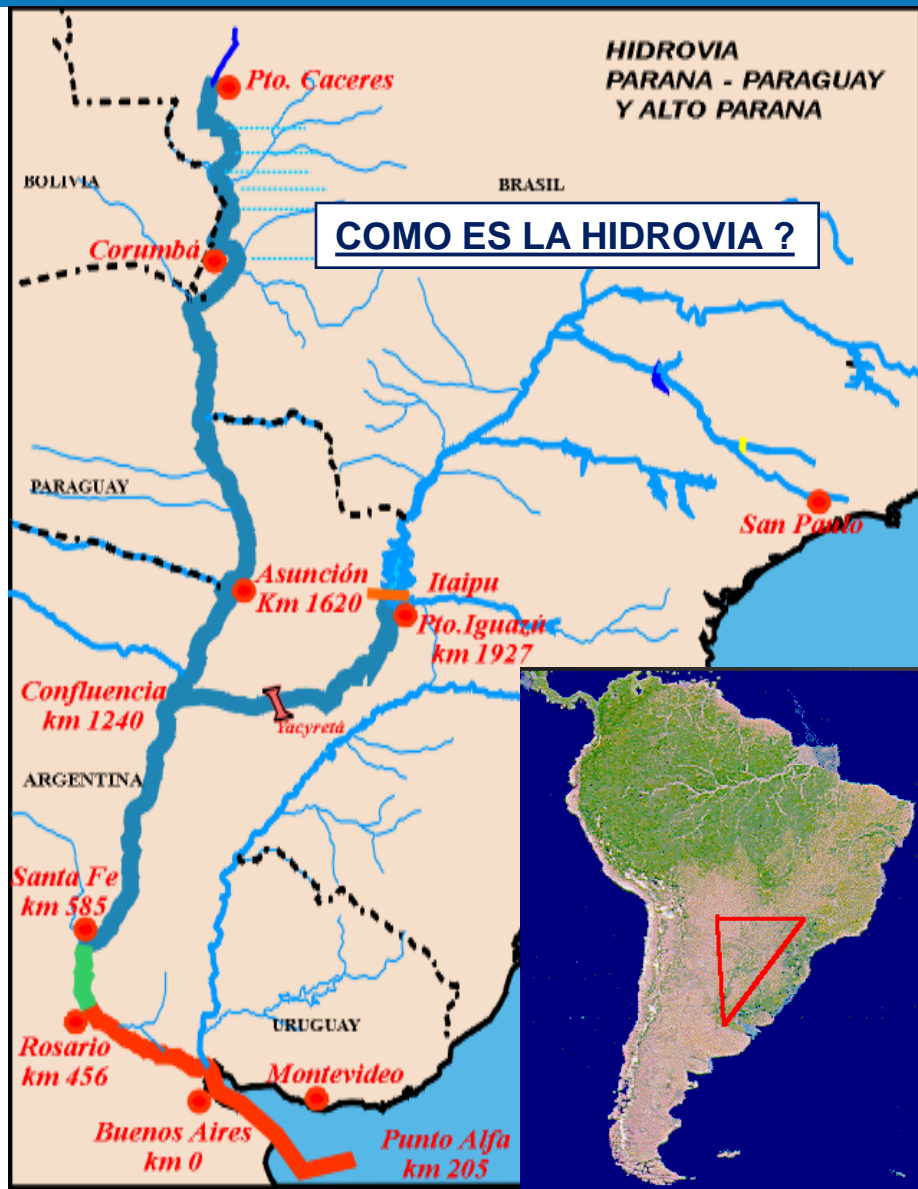 HIDROVIA
PARANA - PARAGUAY
Y ALTO PARANA
Pto. Caceres
BOLIVIA
BRASIL
COMO ES LA HIDROVIA ?
Corumbá
PARAGUAY
San Paulo
Asunción
Km 1620
Itaipu
Pto.Iguazú
km 1927
Confluencia
km 1240
Yacyretá
ARGENTINA
Santa Fe
km 585
URUGUAY
Rosario
km 456
Montevideo
Buenos Aires
km 0
Punto Alfa
km 205